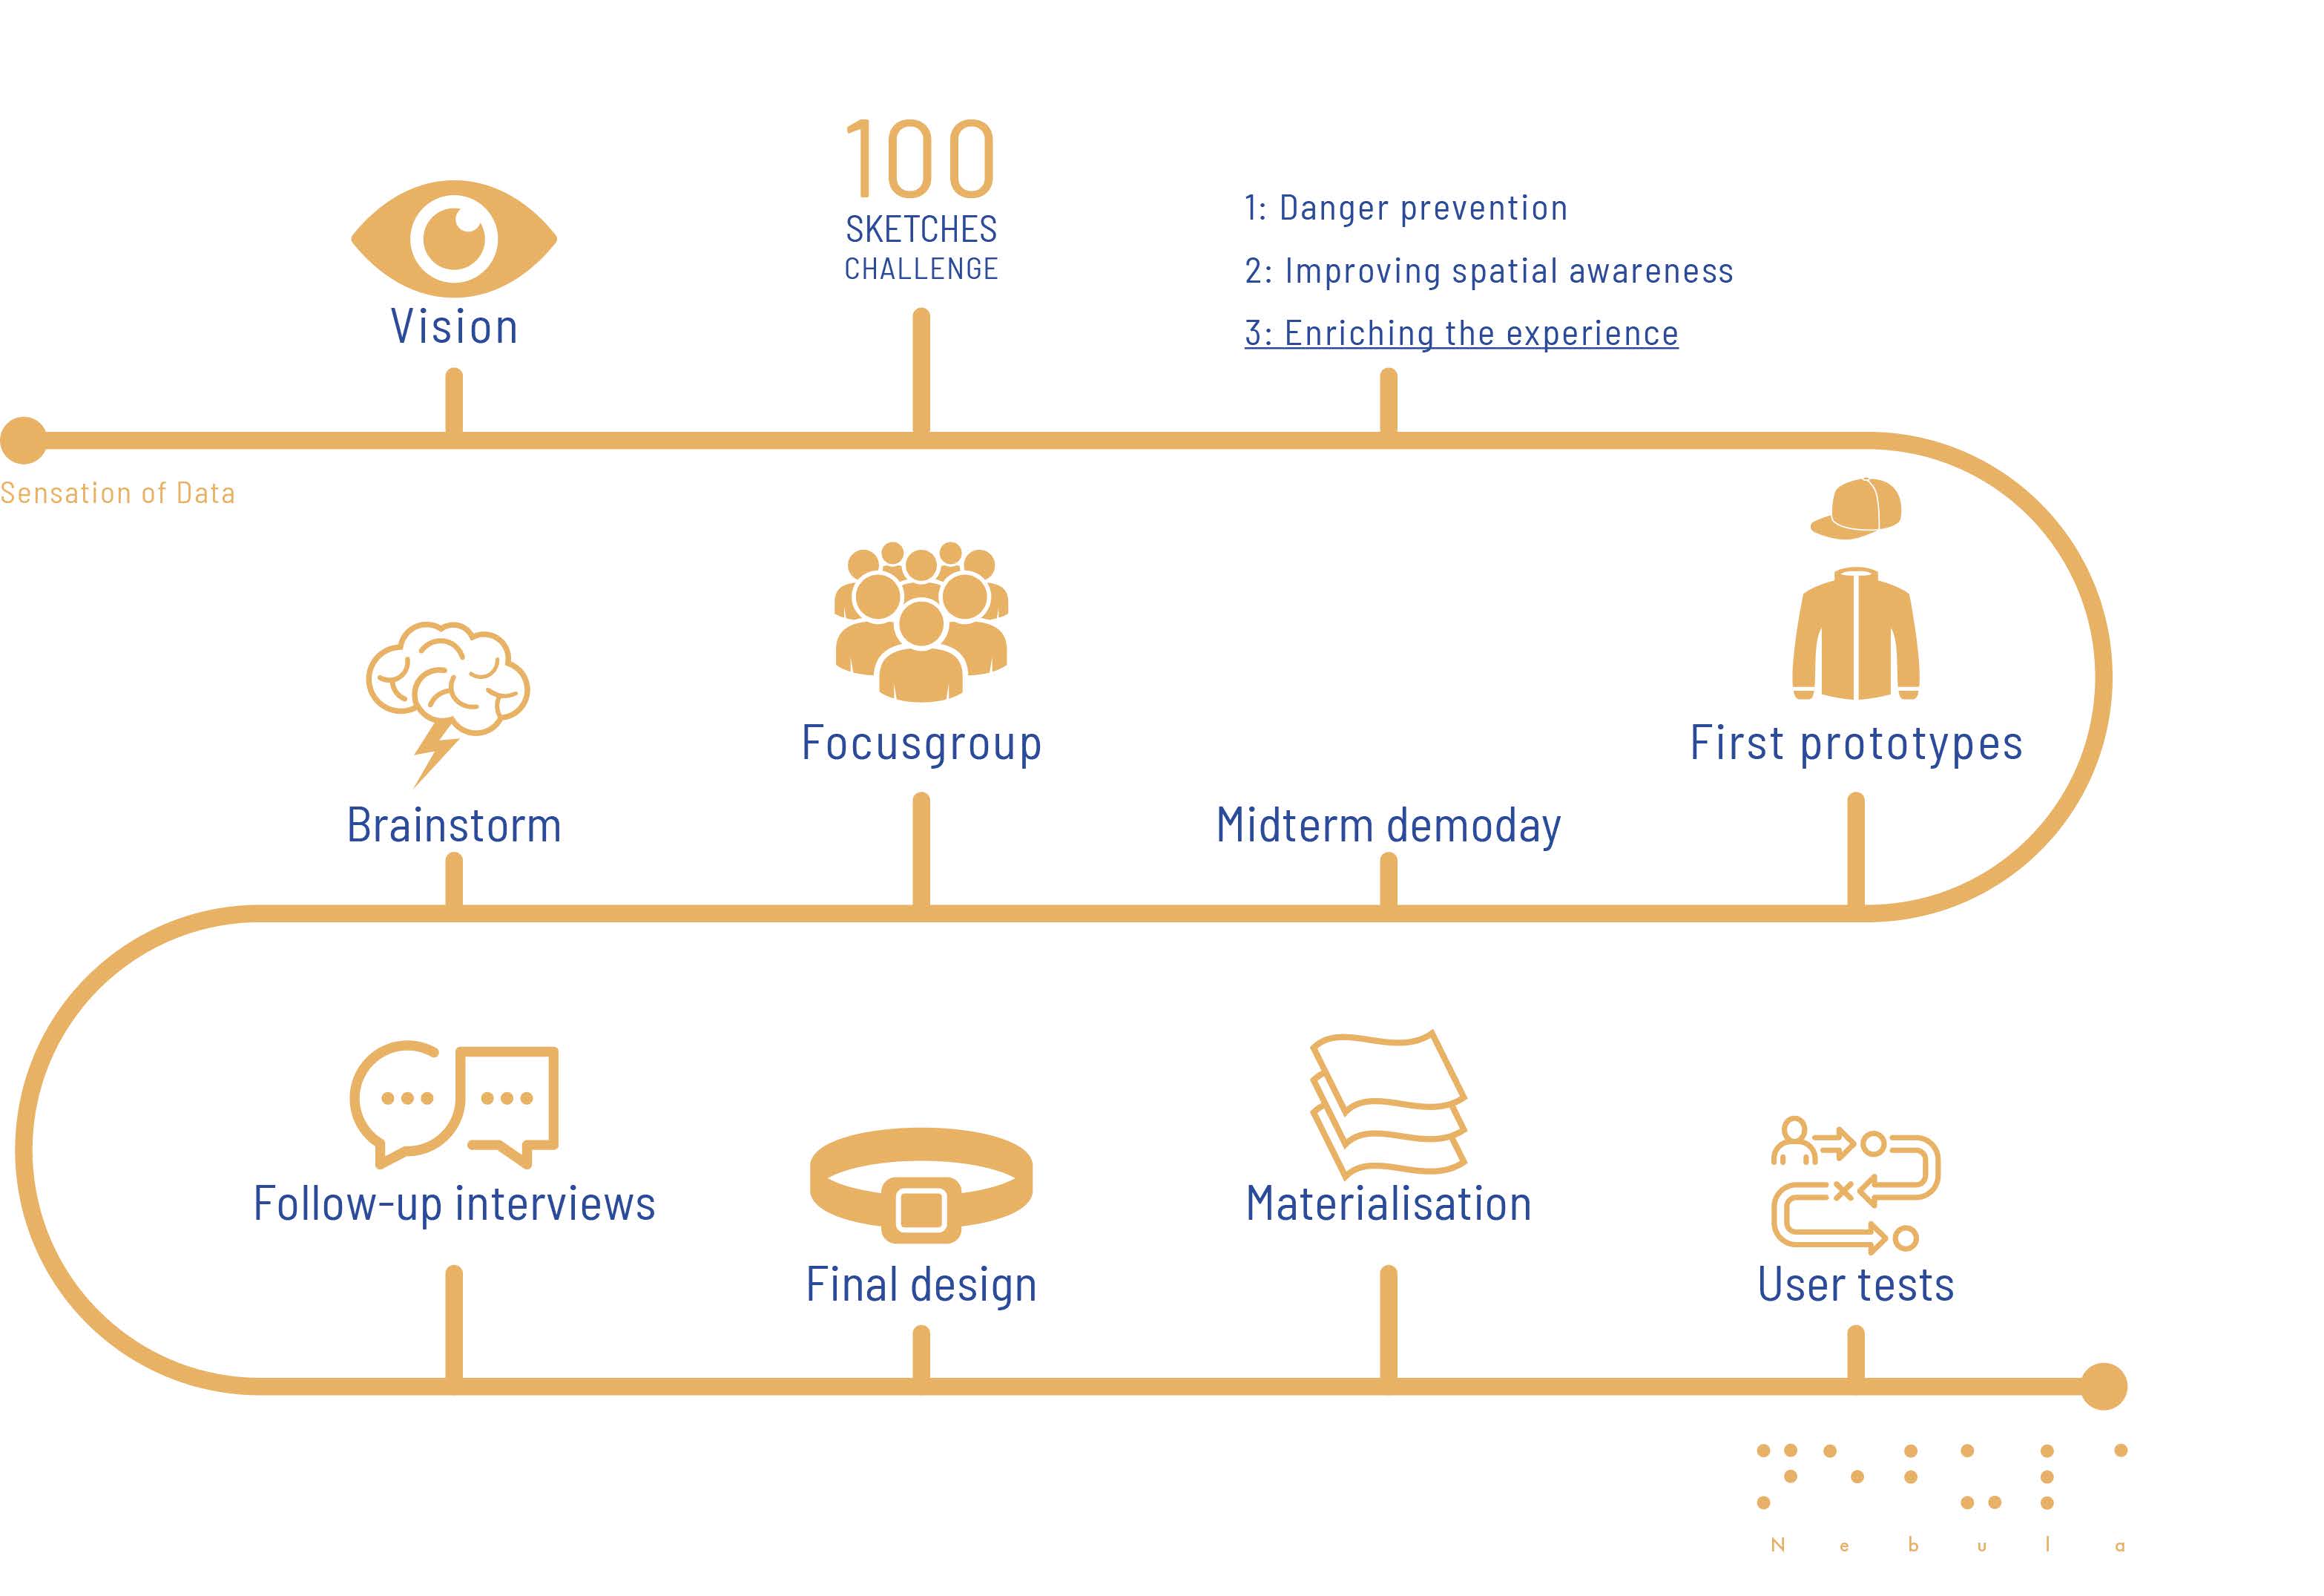 100
SKETCHES
CHALLENGE
Vision
1: Danger prevention
2: Improving spatial awareness
3: Enriching the experience
Sensation of Data
First prototypes
Midterm demoday
Focusgroup
Brainstorm
Follow-up interviews
Final design
Materialisation
User tests
⠝⠑⠃⠥⠇⠁
N e b u l a